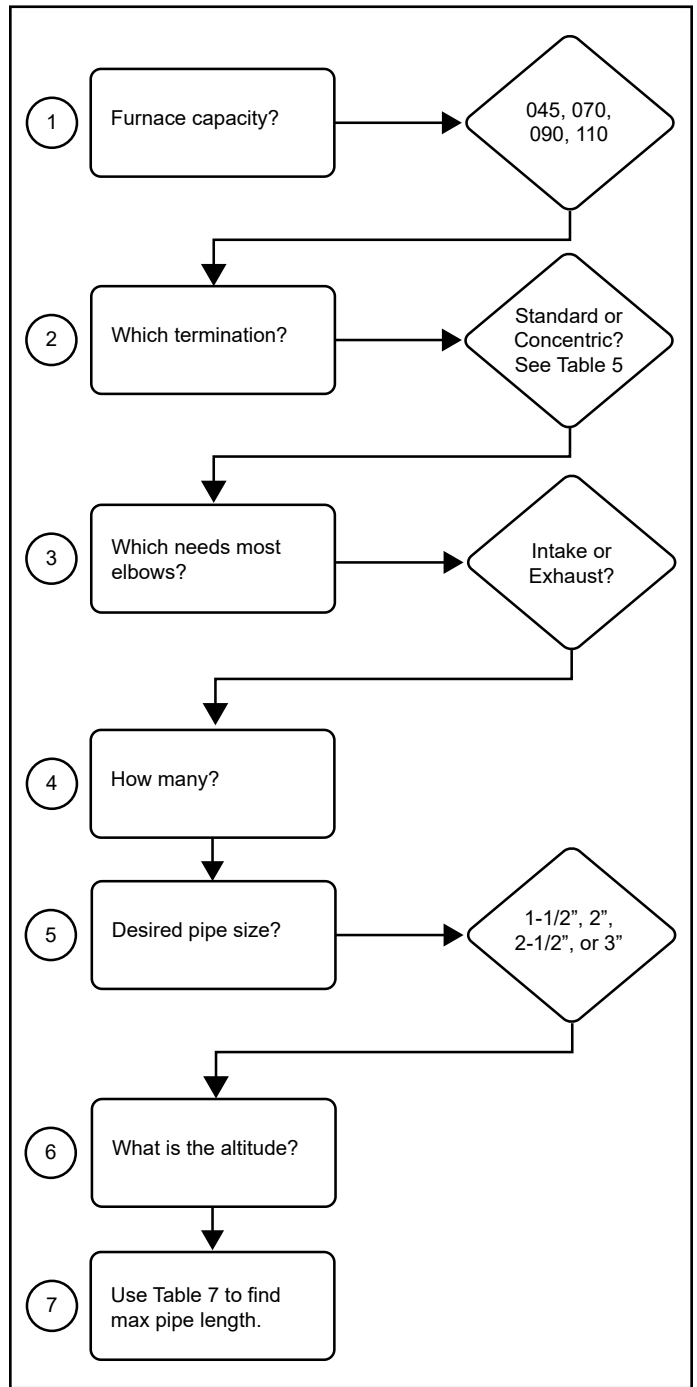 1
Furnace capacity?
045, 070,
090, 110
2
Which termination?
Standard or
Concentric?
See Table 5
3
Which needs most
elbows?
Intake or
Exhaust?
4
How many?
5
Desired pipe size?
1-1/2”, 2”,
2-1/2”, or 3”
6
What is the altitude?
7
Use Table 7 to find
max pipe length.